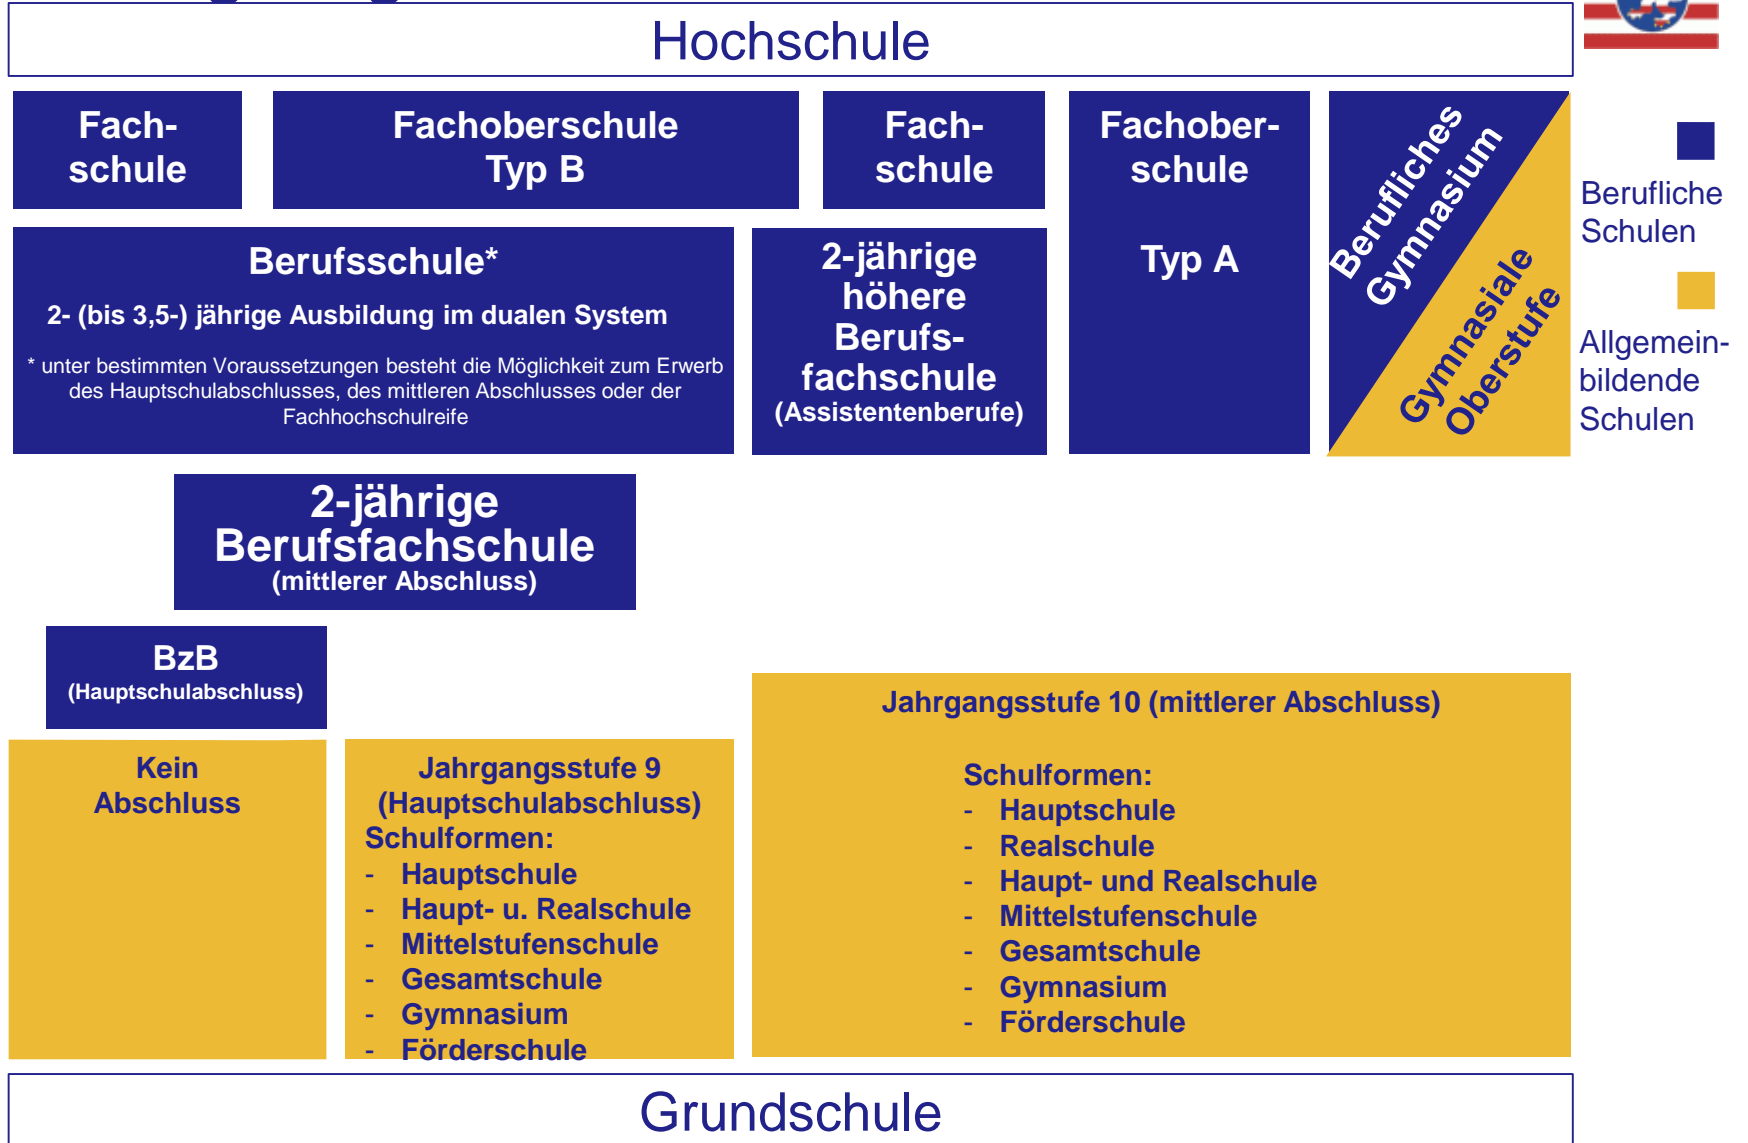 Hochschule
Fach-
schule
Fachoberschule
Typ B
Fach-
schule
Fachober-
schule
Typ A
Berufliches
Gymnasium
Gymnasiale
Oberstufe
Berufliche
Schulen
Allgemein-
bildende
Schulen
Berufsschule*
2- (bis 3,5-) jährige Ausbildung im dualen System
* unter bestimmten Voraussetzungen besteht die Möglichkeit zum Erwerb
des Hauptschulabschlusses, des mittleren Abschlusses oder der
Fachhochschulreife
2-jährige
höhere
Berufs-
fachschule
(Assistentenberufe)
2-jährige
Berufsfachschule
(mittlerer Abschluss)
BzB
(Hauptschulabschluss)
Kein
Abschluss
Jahrgangsstufe 9
(Hauptschulabschluss)
Schulformen:
- Hauptschule
- Haupt- u. Realschule
- Mittelstufenschule
- Gesamtschule
- Gymnasium
- Förderschule
Jahrgangsstufe 10 (mittlerer Abschluss)
Schulformen:
- Hauptschule
- Realschule
- Haupt- und Realschule
- Mittelstufenschule
- Gesamtschule
- Gymnasium
- Förderschule
Grundschule